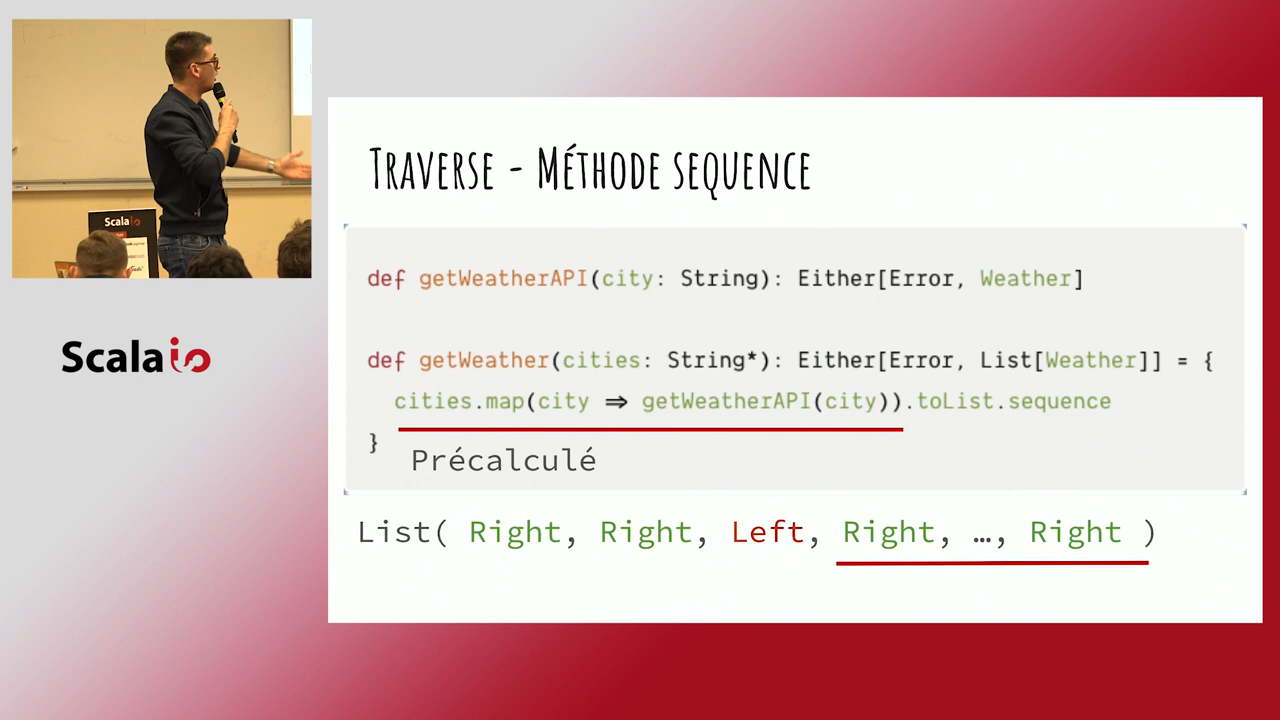 Scalaio
Scalaio
TRAVERSE - MÉTHODE SEQUENCE
def getWeatherAPI(city: String): Either[Error, Weather]
def getWeather(cities: String*): Either[Error, List[Weather]] = {
cities.map(city ⇒ getWeatherAPI(city)).toList.sequence
}
Précalculé
List( Right, Right, Left, Right, …, Right )